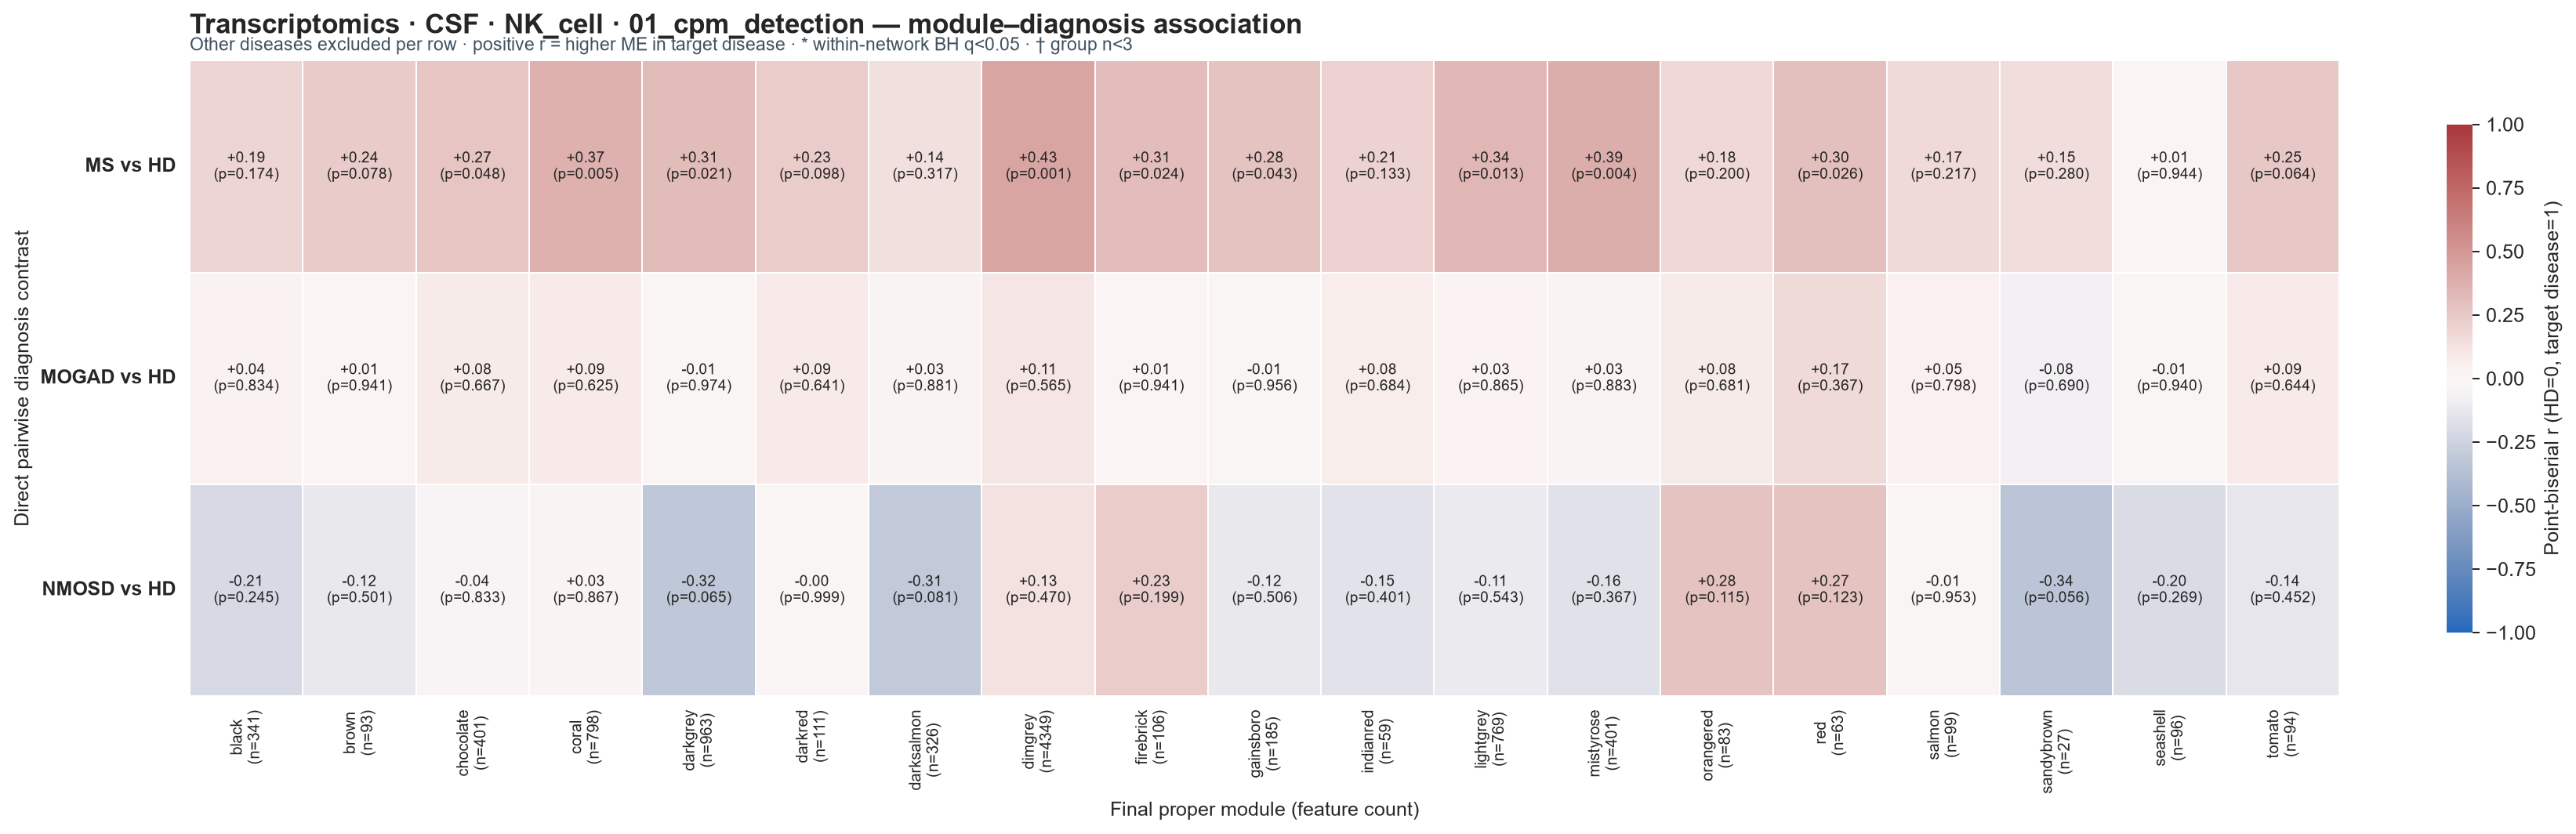 Transcriptomics · CSF · NK_cell · 01_cpm_detection — module–diagnosis association
Other diseases excluded per row · positive r = higher ME in target disease · * within-network BH q<0.05 · † group n<3
Direct pairwise diagnosis contrast
MS vs HD
+0.19 +0.24 +0.27 +0.37 +0.31 +0.23 +0.14 +0.43 +0.31 +0.28 +0.21 +0.34 +0.39 +0.18 +0.30 +0.17 +0.15 +0.01 +0.25
(p=0.174) (p=0.078) (p=0.048) (p=0.005) (p=0.021) (p=0.098) (p=0.317) (p=0.001) (p=0.024) (p=0.043) (p=0.133) (p=0.013) (p=0.004) (p=0.200) (p=0.026) (p=0.217) (p=0.280) (p=0.944) (p=0.064)
MOGAD vs HD
+0.04 +0.01 +0.08 +0.09 -0.01 +0.09 +0.03 +0.11 +0.01 -0.01 +0.08 +0.03 +0.03 +0.08 +0.17 +0.05 -0.08 -0.01 +0.09
(p=0.834) (p=0.941) (p=0.667) (p=0.625) (p=0.974) (p=0.641) (p=0.881) (p=0.565) (p=0.941) (p=0.956) (p=0.684) (p=0.865) (p=0.883) (p=0.681) (p=0.367) (p=0.798) (p=0.690) (p=0.940) (p=0.644)
NMOSD vs HD
-0.21 -0.12 -0.04 +0.03 -0.32 -0.00 -0.31 +0.13 +0.23 -0.12 -0.15 -0.11 -0.16 +0.28 +0.27 -0.01 -0.34 -0.20 -0.14
(p=0.245) (p=0.501) (p=0.833) (p=0.867) (p=0.065) (p=0.999) (p=0.081) (p=0.470) (p=0.199) (p=0.506) (p=0.401) (p=0.543) (p=0.367) (p=0.115) (p=0.123) (p=0.953) (p=0.056) (p=0.269) (p=0.452)
black
(n=341)
brown
(n=93)
chocolate
(n=401)
coral
(n=798)
darkgrey
(n=963)
darkred
(n=111)
darksalmon
(n=326)
dimgrey
(n=4349)
firebrick
(n=106)
gainsboro
(n=185)
indianred
(n=59)
lightgrey
(n=769)
mistyrose
(n=401)
orangered
(n=83)
red
(n=63)
salmon
(n=99)
sandybrown
(n=27)
seashell
(n=96)
tomato
(n=94)
Final proper module (feature count)
1.00
0.75
0.50
0.25
0.00
−0.25
−0.50
−0.75
−1.00
Point-biserial r (HD=0, target disease=1)